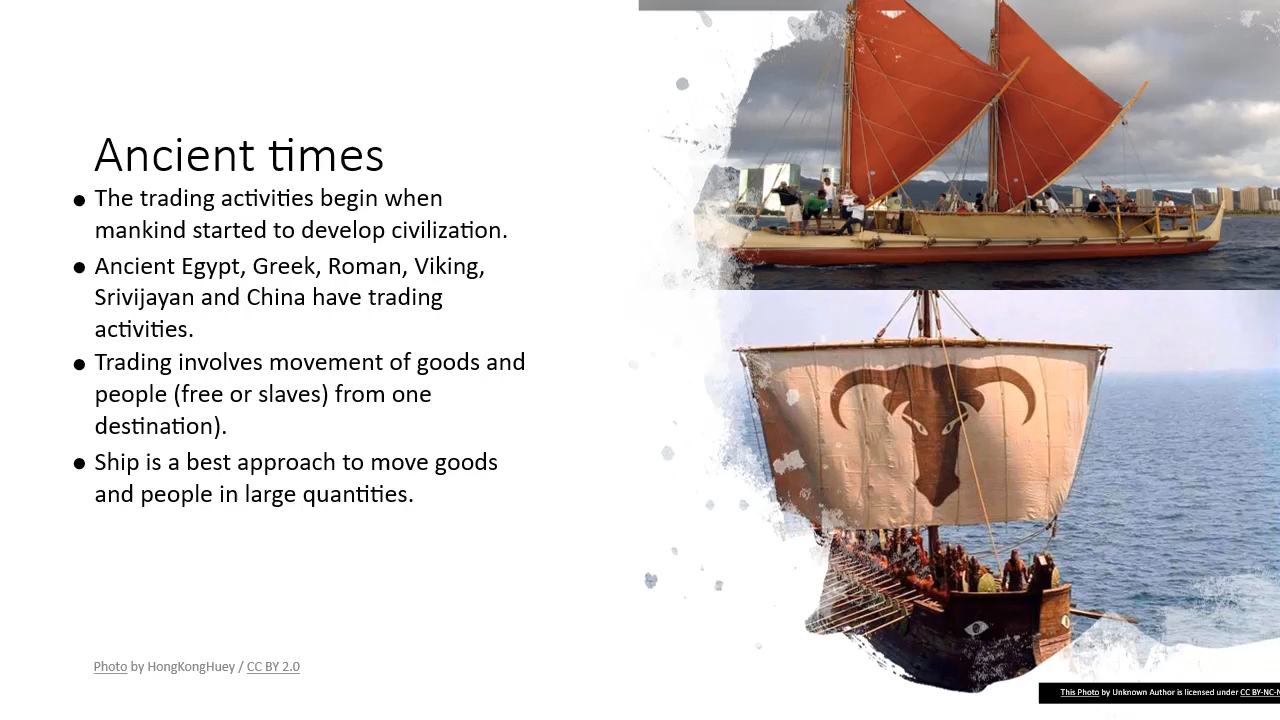 Ancient times
• The trading activities begin when
mankind started to develop civilization.
• Ancient Egypt, Greek, Roman, Viking,
Srivijayan and China have trading
activities.
• Trading involves movement of goods and
people (free or slaves) from one
destination).
• Ship is a best approach to move goods
and people in large quantities.
Photo by HongKongHuey / CC BY 2.0
This Photo by Unknown Author is licensed under CC BY-NC-